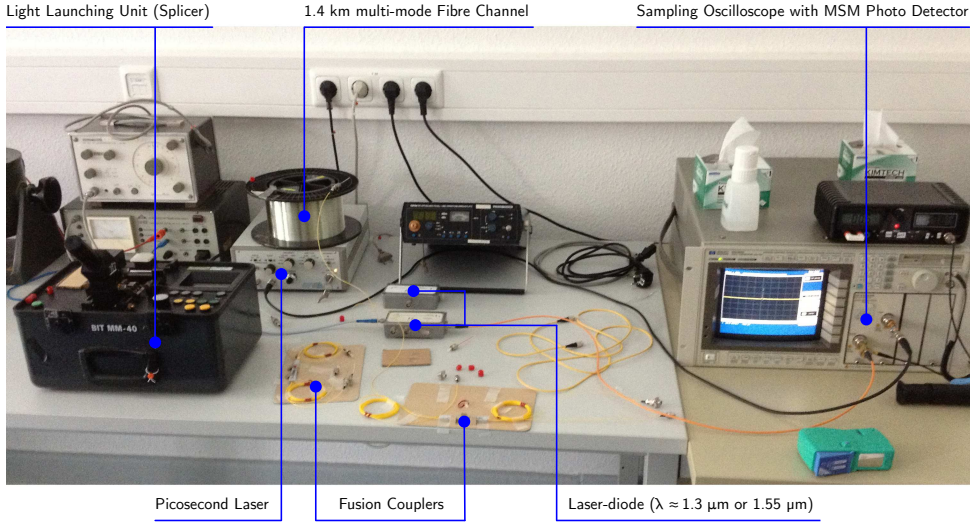 Light Launching Unit (Splicer)
1.4 km multi-mode Fibre Channel
Sampling Oscilloscope with MSM Photo Detector
KIMTECH
BIT MM-40
Picosecond Laser
Fusion Couplers
Laser-diode (λ ≈ 1.3 µm or 1.55 µm)